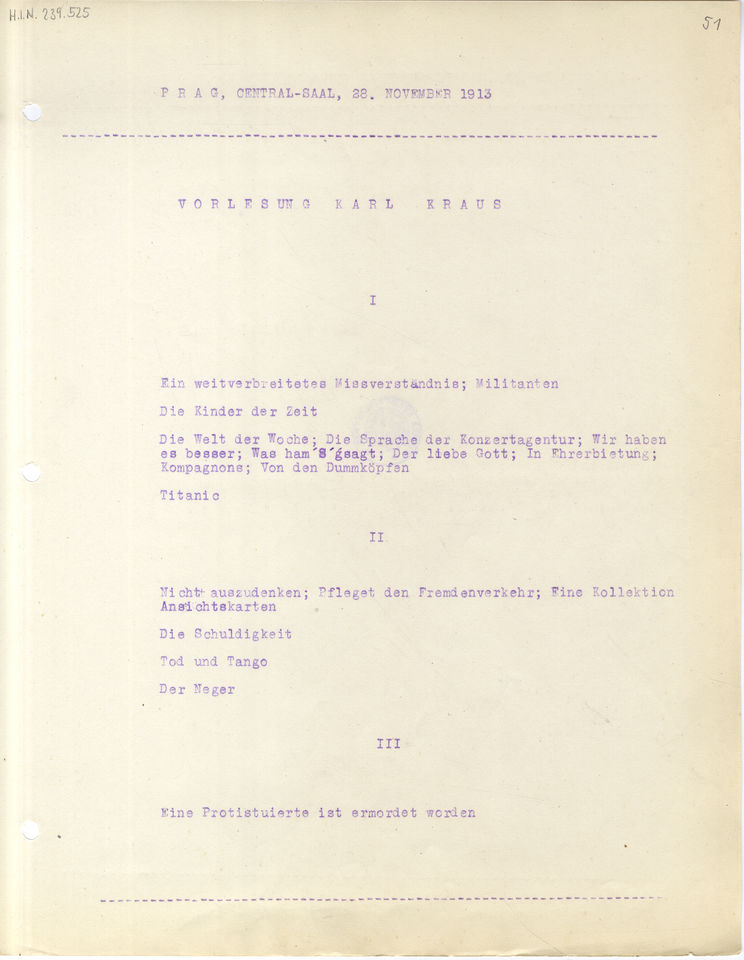 H.I.N. 239.525
51
P R A G, CENTRAL-SAAL, 28. NOVEMBER 1913
V O R L E S U N G   K A R L   K R A U S
I
Ein weitverbreitetes Missverständnis; Militanten
Die Kinder der Zeit
Die Welt der Woche; Die Sprache der Konzertagentur; Wir haben
es besser; Was ham´S´gsagt; Der liebe Gott; In Ehrerbietung;
Kompagnons; Von den Dummköpfen
Titanic
II
Nicht auszudenken; Pfleget den Fremdenverkehr; Eine Kollektion
Ansichtskarten
Die Schuldigkeit
Tod und Tango
Der Neger
III
Eine Protistuierte ist ermordet worden